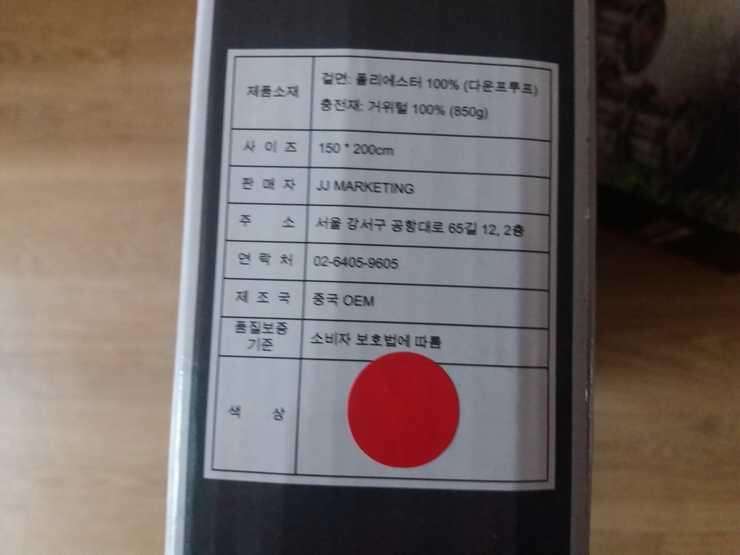 제품소재 겉면: 폴리에스터 100% (다운프루프)
충전재: 거위털 100% (850g)
사 이 즈 150 * 200cm
판 매 자 JJ MARKETING
주 소 서울 강서구 공항대로 65길 12, 2층
연 락 처 02-6405-9605
제 조 국 중국 OEM
품질보증
기준 소비자 보호법에 따름
색 상